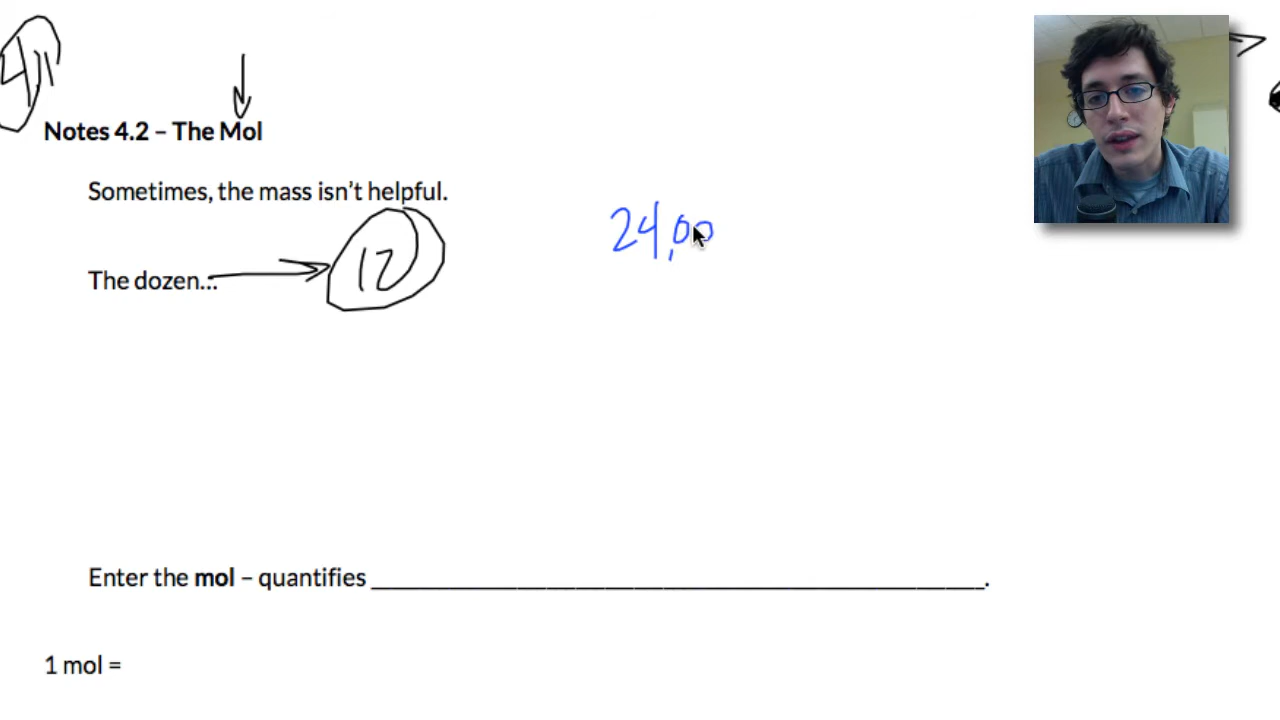 Notes 4.2 – The Mol
Sometimes, the mass isn't helpful.
24,00
The dozen... 12
Enter the mol – quantifies ______________________________.
1 mol =